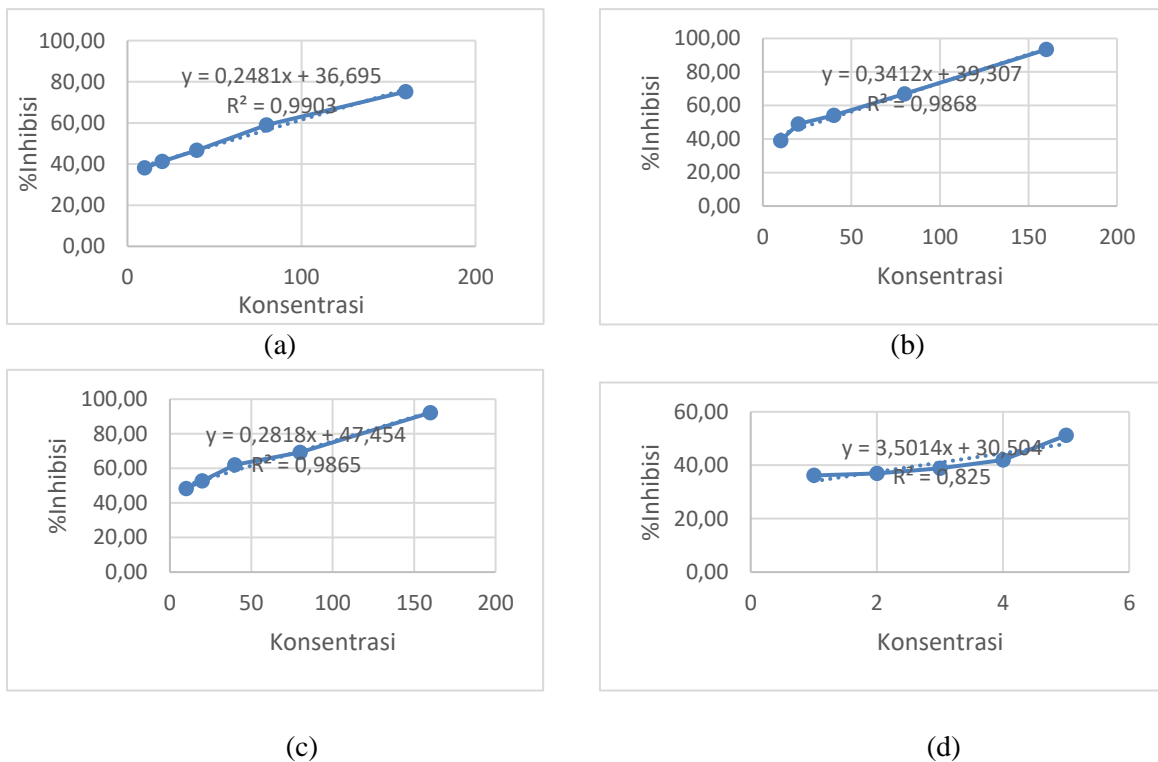 100,00
80,00
60,00
40,00
20,00
0,00
%Inhibisi
y = 0,2481x + 36,695
R² = 0,9903
0 100 200
Konsentrasi
(a)
100,00
80,00
60,00
40,00
20,00
0,00
%Inhibisi
y = 0,3412x + 39,307
R² = 0,9868
0 50 100 150 200
Konsentrasi
(b)
100,00
80,00
60,00
40,00
20,00
0,00
%Inhibisi
y = 0,2818x + 47,454
R² = 0,9865
0 50 100 150 200
Konsentrasi
(c)
60,00
40,00
20,00
0,00
%Inhibisi
y = 3,5014x + 30,504
R² = 0,825
0 2 4 6
Konsentrasi
(d)